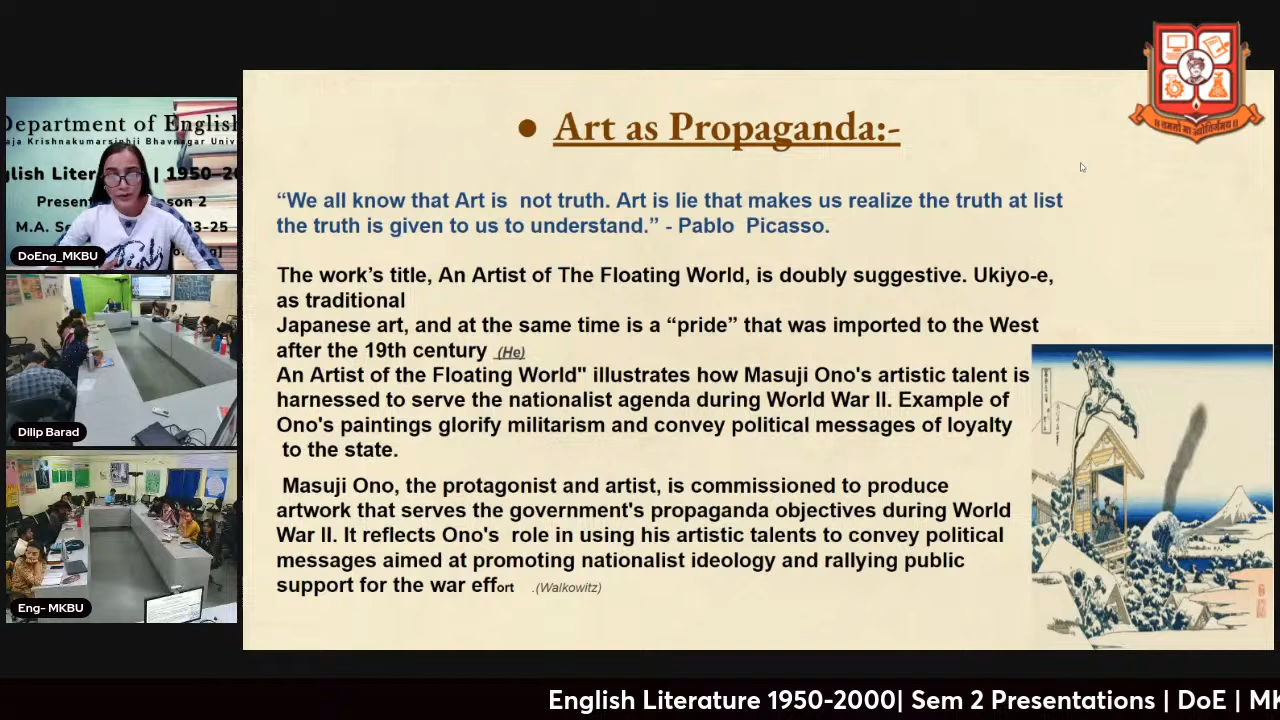 Department of English
aja Krishnakumarsinhji Bhavnagar Univ
glish Liter
| 1950-20
Presen
son 2
M.A. Se
23-25
DoEng_MKBU
Dilip Barad
Eng- MKBU
● Art as Propaganda:-
“We all know that Art is not truth. Art is lie that makes us realize the truth at list
the truth is given to us to understand.” - Pablo Picasso.
The work’s title, An Artist of The Floating World, is doubly suggestive. Ukiyo-e,
as traditional
Japanese art, and at the same time is a “pride” that was imported to the West
after the 19th century (He)
An Artist of the Floating World" illustrates how Masuji Ono's artistic talent is
harnessed to serve the nationalist agenda during World War II. Example of
Ono's paintings glorify militarism and convey political messages of loyalty
to the state.
Masuji Ono, the protagonist and artist, is commissioned to produce
artwork that serves the government's propaganda objectives during World
War II. It reflects Ono's role in using his artistic talents to convey political
messages aimed at promoting nationalist ideology and rallying public
support for the war effort .(Walkowitz)
English Literature 1950-2000| Sem 2 Presentations | DoE | MK